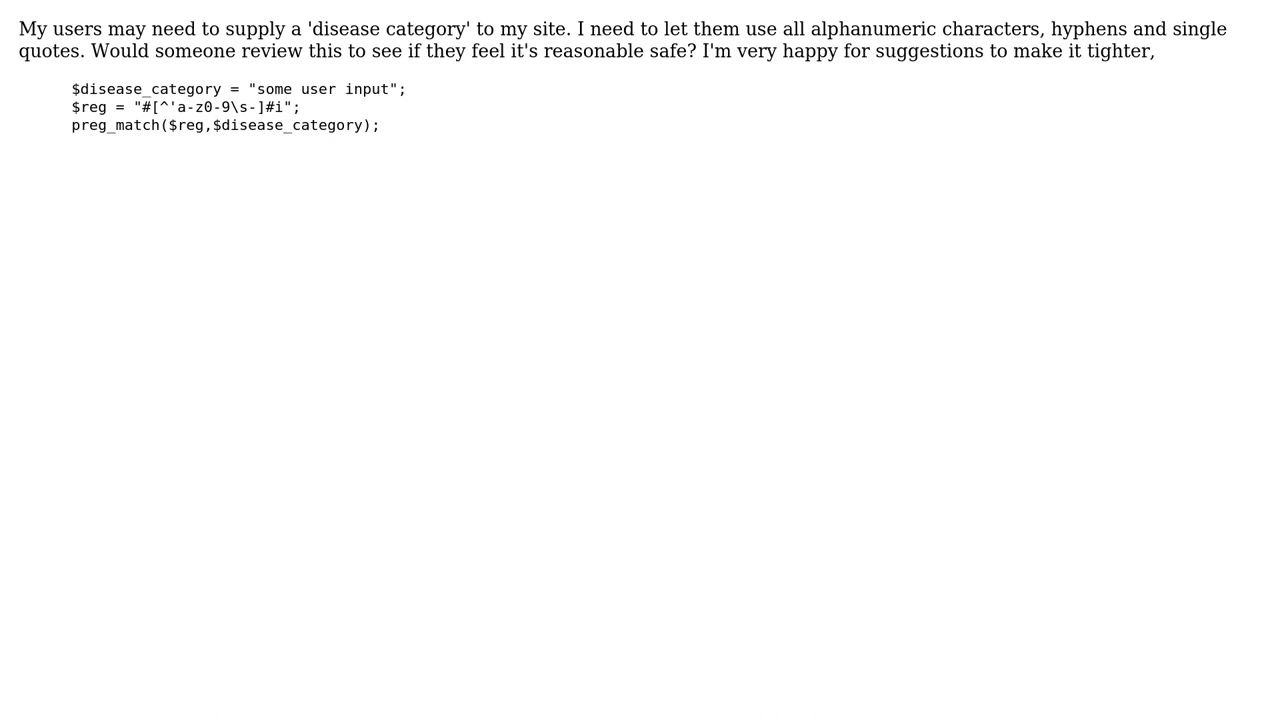 My users may need to supply a 'disease category' to my site. I need to let them use all alphanumeric characters, hyphens and single
quotes. Would someone review this to see if they feel it's reasonable safe? I'm very happy for suggestions to make it tighter,
$disease_category = "some user input";
$reg = "#[^'a-z0-9\s-]#i";
preg_match($reg,$disease_category);